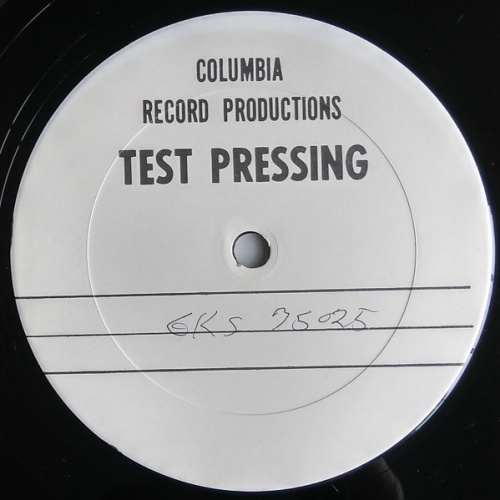 COLUMBIA
RECORD PRODUCTIONS
TEST PRESSING
GKS 75025